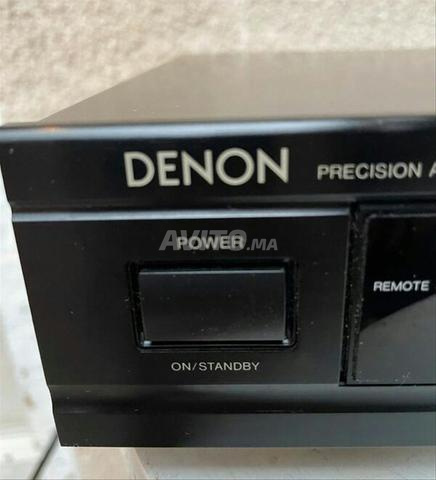 DENON
PRECISION A
AVITO.MA
POWER
REMOTE
ON/STANDBY